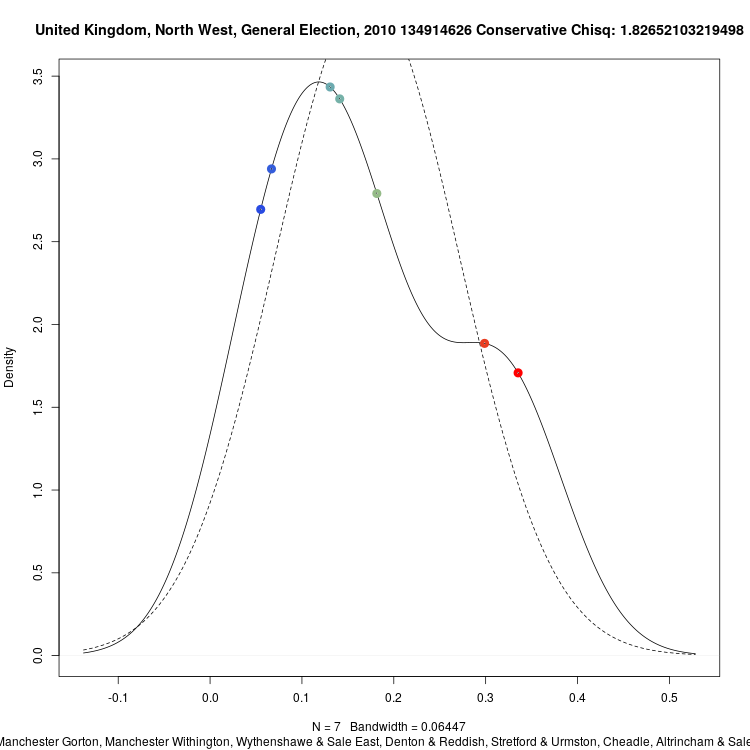 United Kingdom, North West, General Election, 2010 134914626 Conservative Chisq: 1.82652103219498
3.5
3.0
2.5
2.0
1.5
1.0
0.5
0.0
Density
-0.1 0.0 0.1 0.2 0.3 0.4 0.5
N = 7 Bandwidth = 0.06447
Manchester Gorton, Manchester Withington, Wythenshawe & Sale East, Denton & Reddish, Stretford & Urmston, Cheadle, Altrincham & Sale